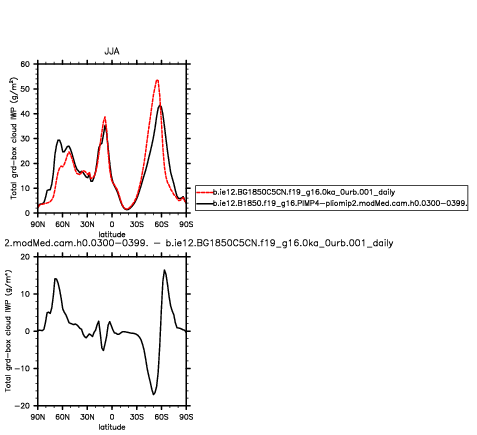 JJA
Total grd-box cloud IWP (g/m²)
60
50
40
30
20
10
0
90N 60N 30N 0 30S 60S 90S
latitude
b.ie12.BG1850C5CN.f19_g16.0ka_0urb.001_daily
b.ie12.B1850.f19_g16.PlMIP4-pliomip2.modMed.cam.h0.0300-0399.
2.modMed.cam.h0.0300-0399. - b.ie12.BG1850C5CN.f19_g16.0ka_0urb.001_daily
Total grd-box cloud IWP (g/m²)
20
10
0
-10
-20
90N 60N 30N 0 30S 60S 90S
latitude